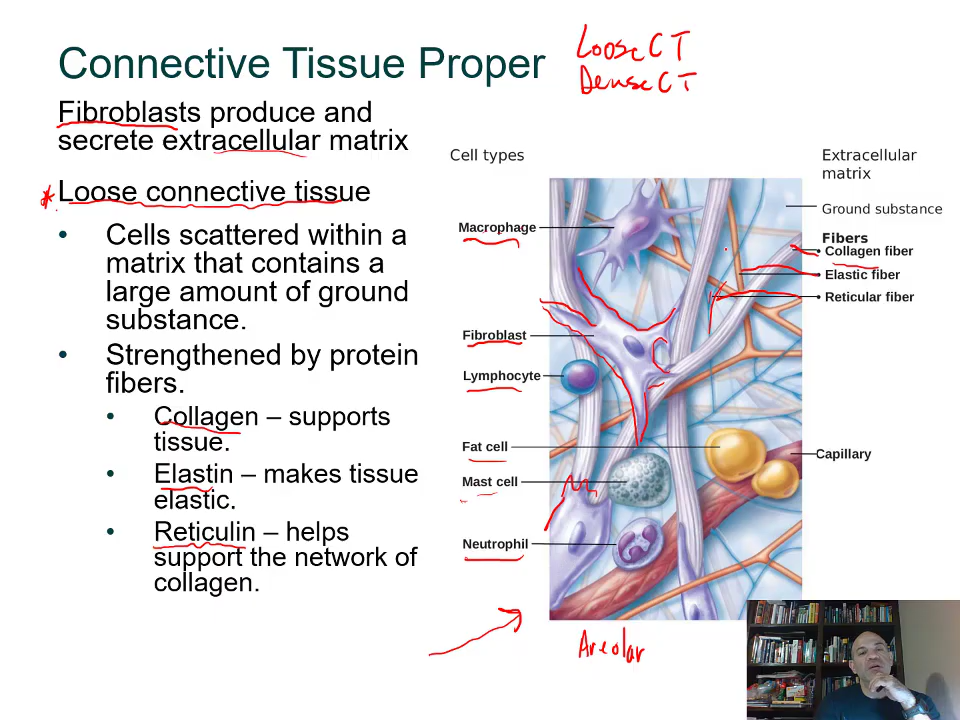 Connective Tissue Proper
Loose CT
Dense CT
Fibroblasts produce and
secrete extracellular matrix
* Loose connective tissue
• Cells scattered within a
matrix that contains a
large amount of ground
substance.
• Strengthened by protein
fibers.
• Collagen – supports
tissue.
• Elastin – makes tissue
elastic.
• Reticulin – helps
support the network of
collagen.
Cell types
Macrophage
Fibroblast
Lymphocyte
Fat cell
Mast cell
Neutrophil
Extracellular
matrix
Ground substance
Fibers
• Collagen fiber
• Elastic fiber
• Reticular fiber
Capillary
Areolar